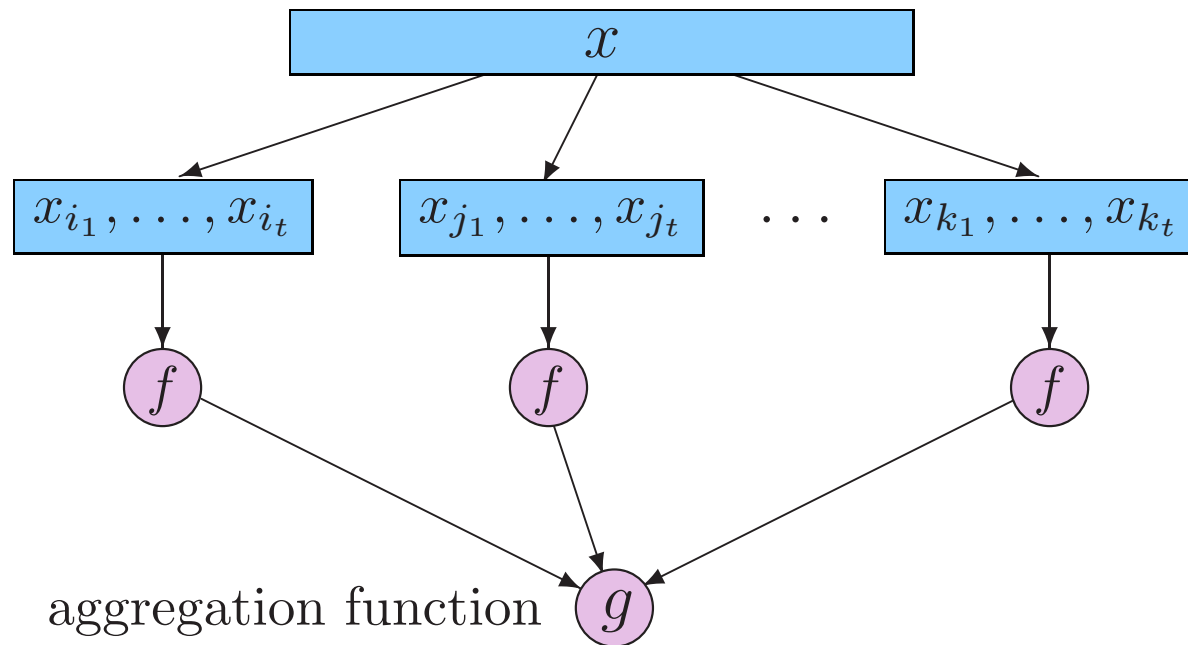 x
x_{i_1}, . . . , x_{i_t} x_{j_1}, . . . , x_{j_t} . . . x_{k_1}, . . . , x_{k_t}
f f f
aggregation function g